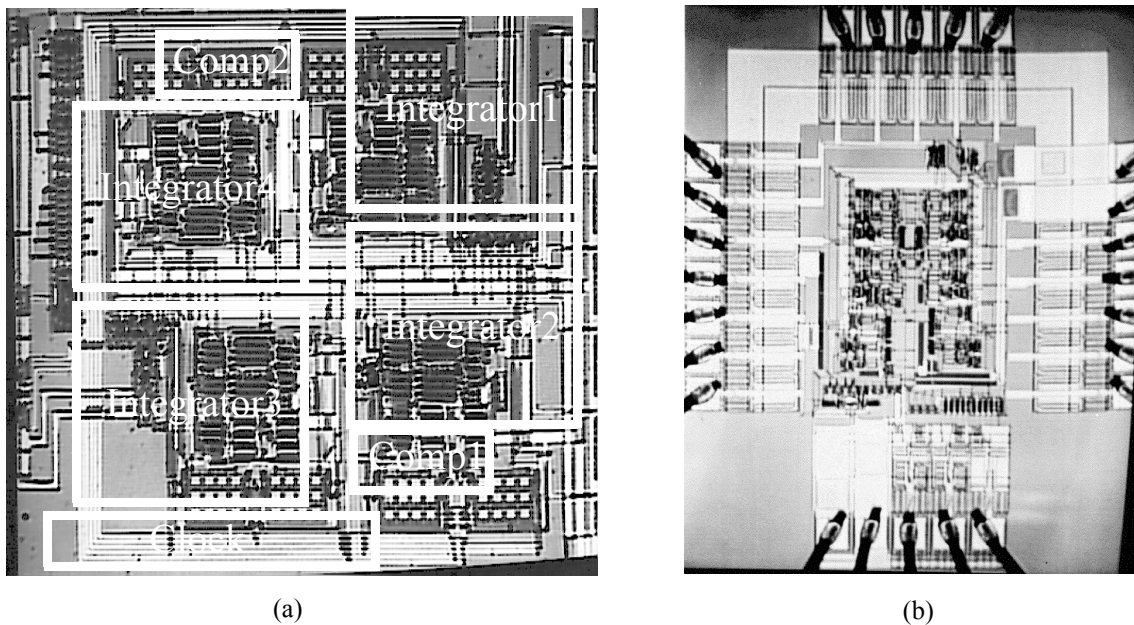 Comp2
Integrator1
Integrator4
Integrator2
Integrator3
Comp1
Clock
(a)
(b)